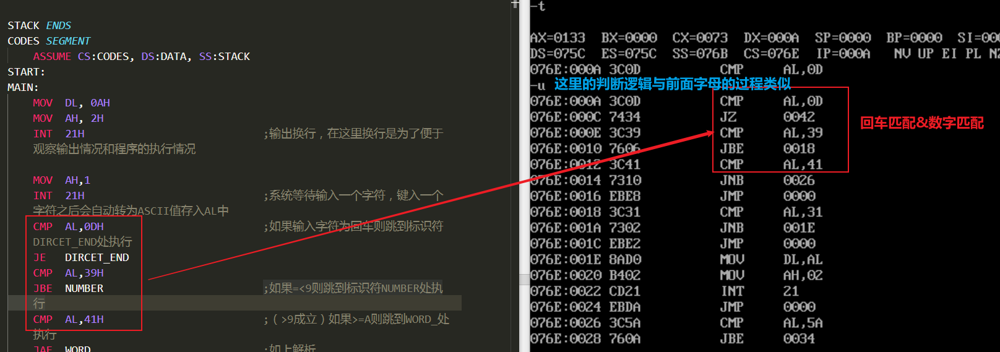 STACK ENDS
CODES SEGMENT
ASSUME CS:CODES, DS:DATA, SS:STACK
START:
MAIN:
MOV DL, 0AH
MOV AH, 2H
INT 21H ;输出换行，在这里换行是为了便于
观察输出情况和程序的执行情况
MOV AH,1
INT 21H ;系统等待输入一个字符，键入一个
字符之后会自动转为ASCII值存入AL中
CMP AL,0DH ;如果输入字符为回车则跳到标识符
DIRCET_END处执行
JE DIRCET_END
CMP AL,39H
JBE NUMBER ;如果=<9则跳到标识符NUMBER处执
行
CMP AL,41H ;（>9成立）如果>=A则跳到WORD_处
执行
JAE WORD_ ;如上解析
-t
AX=0133 BX=0000 CX=0073 DX=000A SP=0000 BP=0000 SI=000
DS=075C ES=075C SS=076B CS=076E IP=000A NV UP EI PL NZ
076E:000A 3C0D CMP AL,0D
-u 这里的判断逻辑与前面字母的过程类似
076E:000A 3C0D CMP AL,0D
076E:000C 7434 JZ 0042
076E:000E 3C39 CMP AL,39
076E:0010 7606 JBE 0018
076E:0012 3C41 CMP AL,41
076E:0014 7310 JNB 0026
076E:0016 EBE8 JMP 0000
076E:0018 3C31 CMP AL,31
076E:001A 7302 JNB 001E
076E:001C EBE2 JMP 0000
076E:001E 8AD0 MOV DL,AL
076E:0020 B402 MOV AH,02
076E:0022 CD21 INT 21
076E:0024 EBDA JMP 0000
076E:0026 3C5A CMP AL,5A
076E:0028 760A JBE 0034
回车匹配&数字匹配